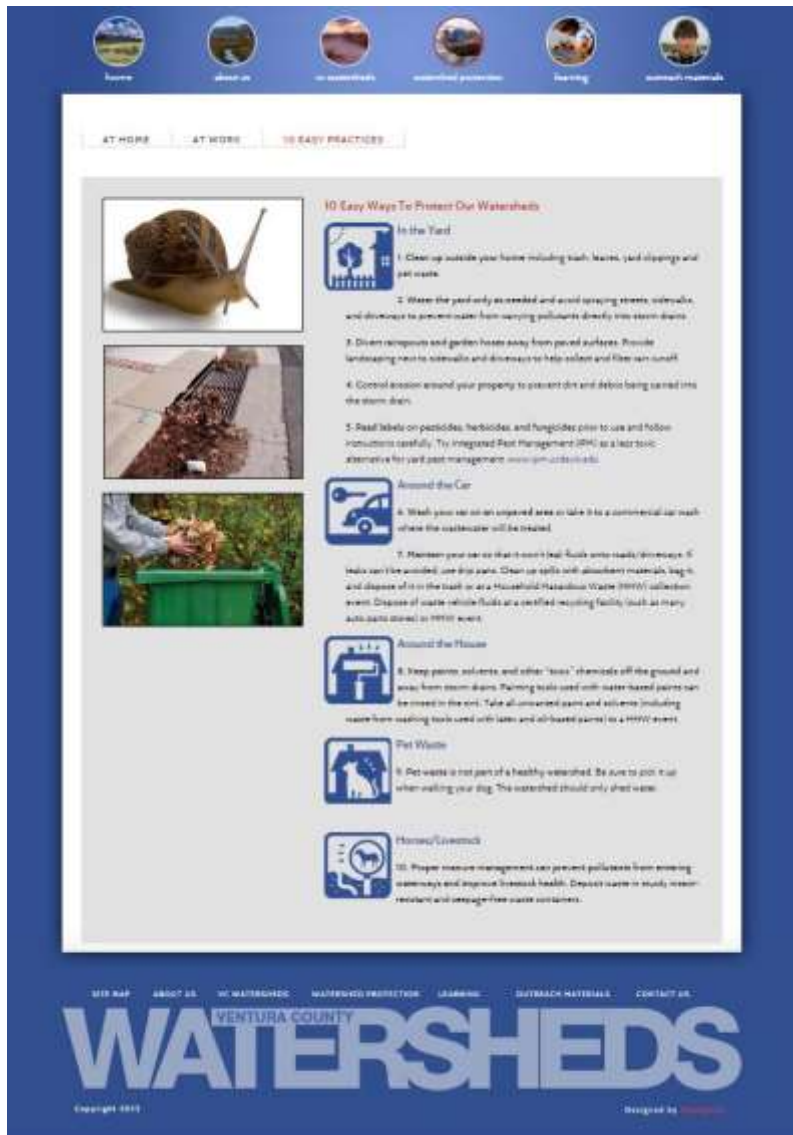 home about us vc watersheds watershed protection learning outreach materials
AT HOME AT WORK 10 EASY PRACTICES
10 Easy Ways To Protect Our Watersheds
In the Yard
1. Clean up outside your home including trash, leaves, yard clippings and
pet waste.
2. Water the yard only as needed and avoid spraying streets, sidewalks,
and driveways to prevent water from carrying pollutants directly into storm drains.
3. Divert rainspouts and garden hoses away from paved surfaces. Provide
landscaping next to sidewalks and driveways to help collect and filter rain runoff.
4. Control erosion around your property to prevent dirt and debris being carried into
the storm drain.
5. Read labels on pesticides, herbicides, and fungicides prior to use and follow
instructions carefully. Try Integrated Pest Management (IPM) as a less toxic
alternative for yard pest management
Around the Car
6. Wash your car on an unpaved area or take it to a commercial car wash
where the wastewater will be treated.
7. Maintain your car so that it won't leak fluids onto roads/driveways. If
leaks can't be avoided, use drip pans. Clean up spills with absorbent materials, bag it,
and dispose of it in the trash or at a Household Hazardous Waste (HHW) collection
event. Dispose of waste vehicle fluids at a certified recycling facility (such as many
auto parts stores) or HHW event.
Around the House
8. Keep paints, solvents, and other "toxic" chemicals off the ground and
away from storm drains. Painting tools used with water-based paints can
be rinsed in the sink. Take all unwanted paint and solvents (including
waste from washing tools used with latex and oil-based paints) to a HHW event.
Pet Waste
9. Pet waste is not part of a healthy watershed. Be sure to pick it up
when walking your dog. The watershed should only shed water.
Horses/Livestock
10. Proper manure management can prevent pollutants from entering
waterways and improve livestock health. Deposit waste in sturdy, insect-
resistant and seepage-free waste containers.
SITE MAP ABOUT US VC WATERSHEDS WATERSHED PROTECTION LEARNING OUTREACH MATERIALS CONTACT US
VENTURA COUNTY
WATERSHEDS
Copyright 2012 Designed by